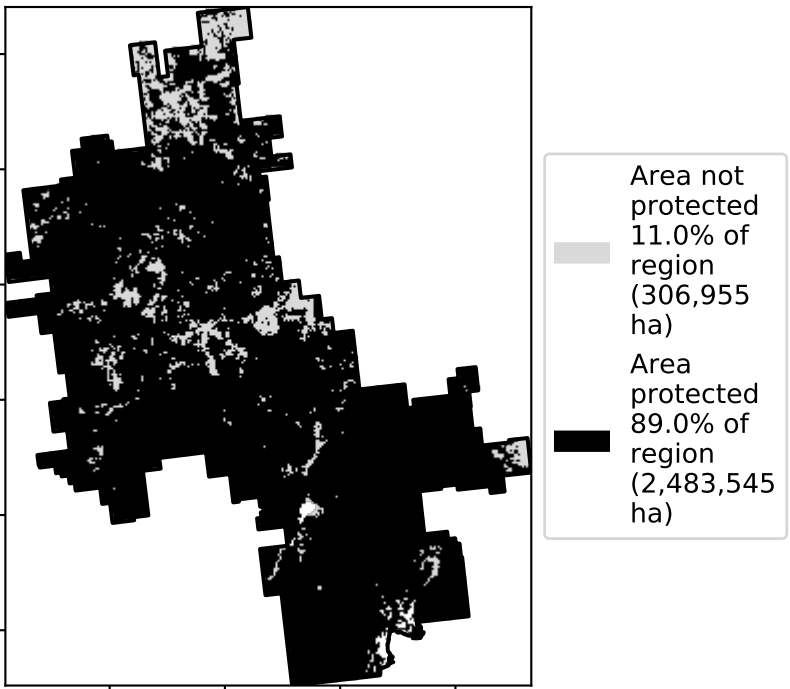 Area not
protected
11.0% of
region
(306,955
ha)
Area
protected
89.0% of
region
(2,483,545
ha)